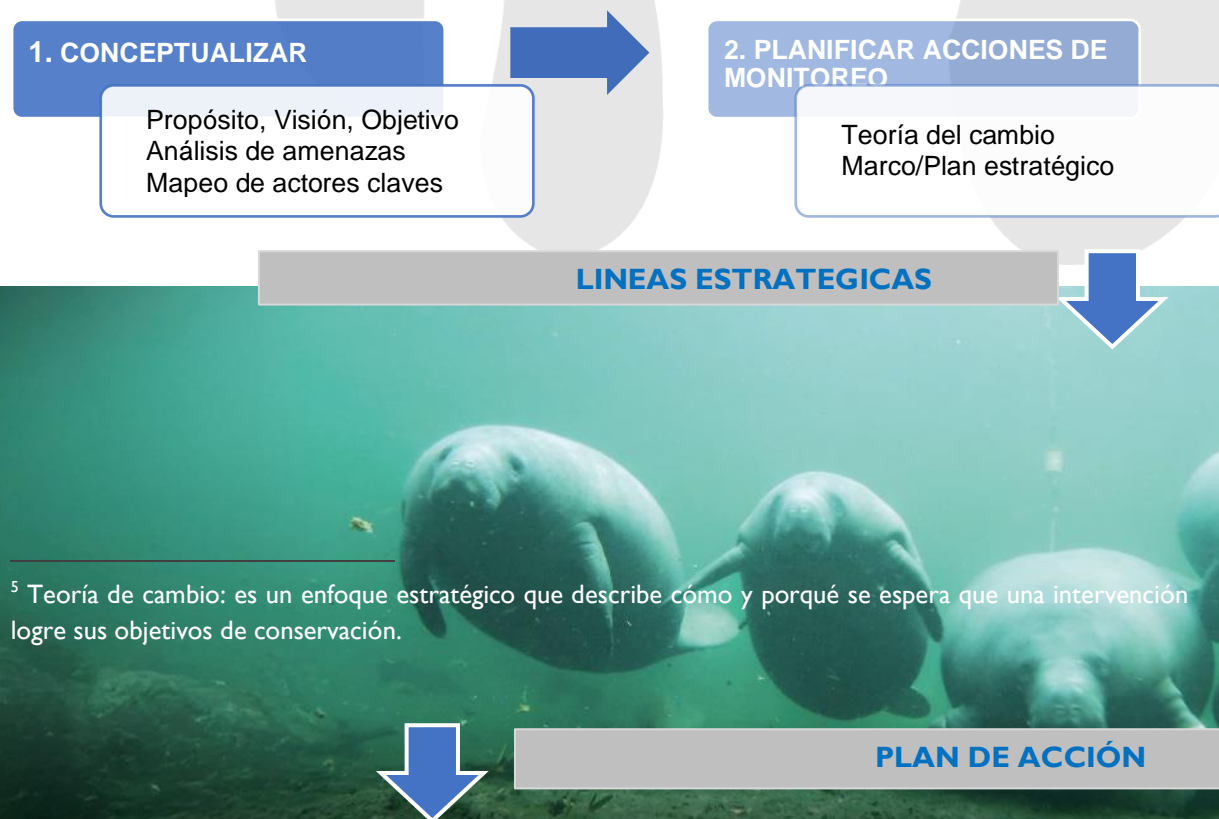 1. CONCEPTUALIZAR
Propósito, Visión, Objetivo
Análisis de amenazas
Mapeo de actores claves
2. PLANIFICAR ACCIONES DE
MONITOREO
Teoría del cambio
Marco/Plan estratégico
LINEAS ESTRATEGICAS
⁵ Teoría de cambio: es un enfoque estratégico que describe cómo y porqué se espera que una intervención
logre sus objetivos de conservación.
PLAN DE ACCIÓN